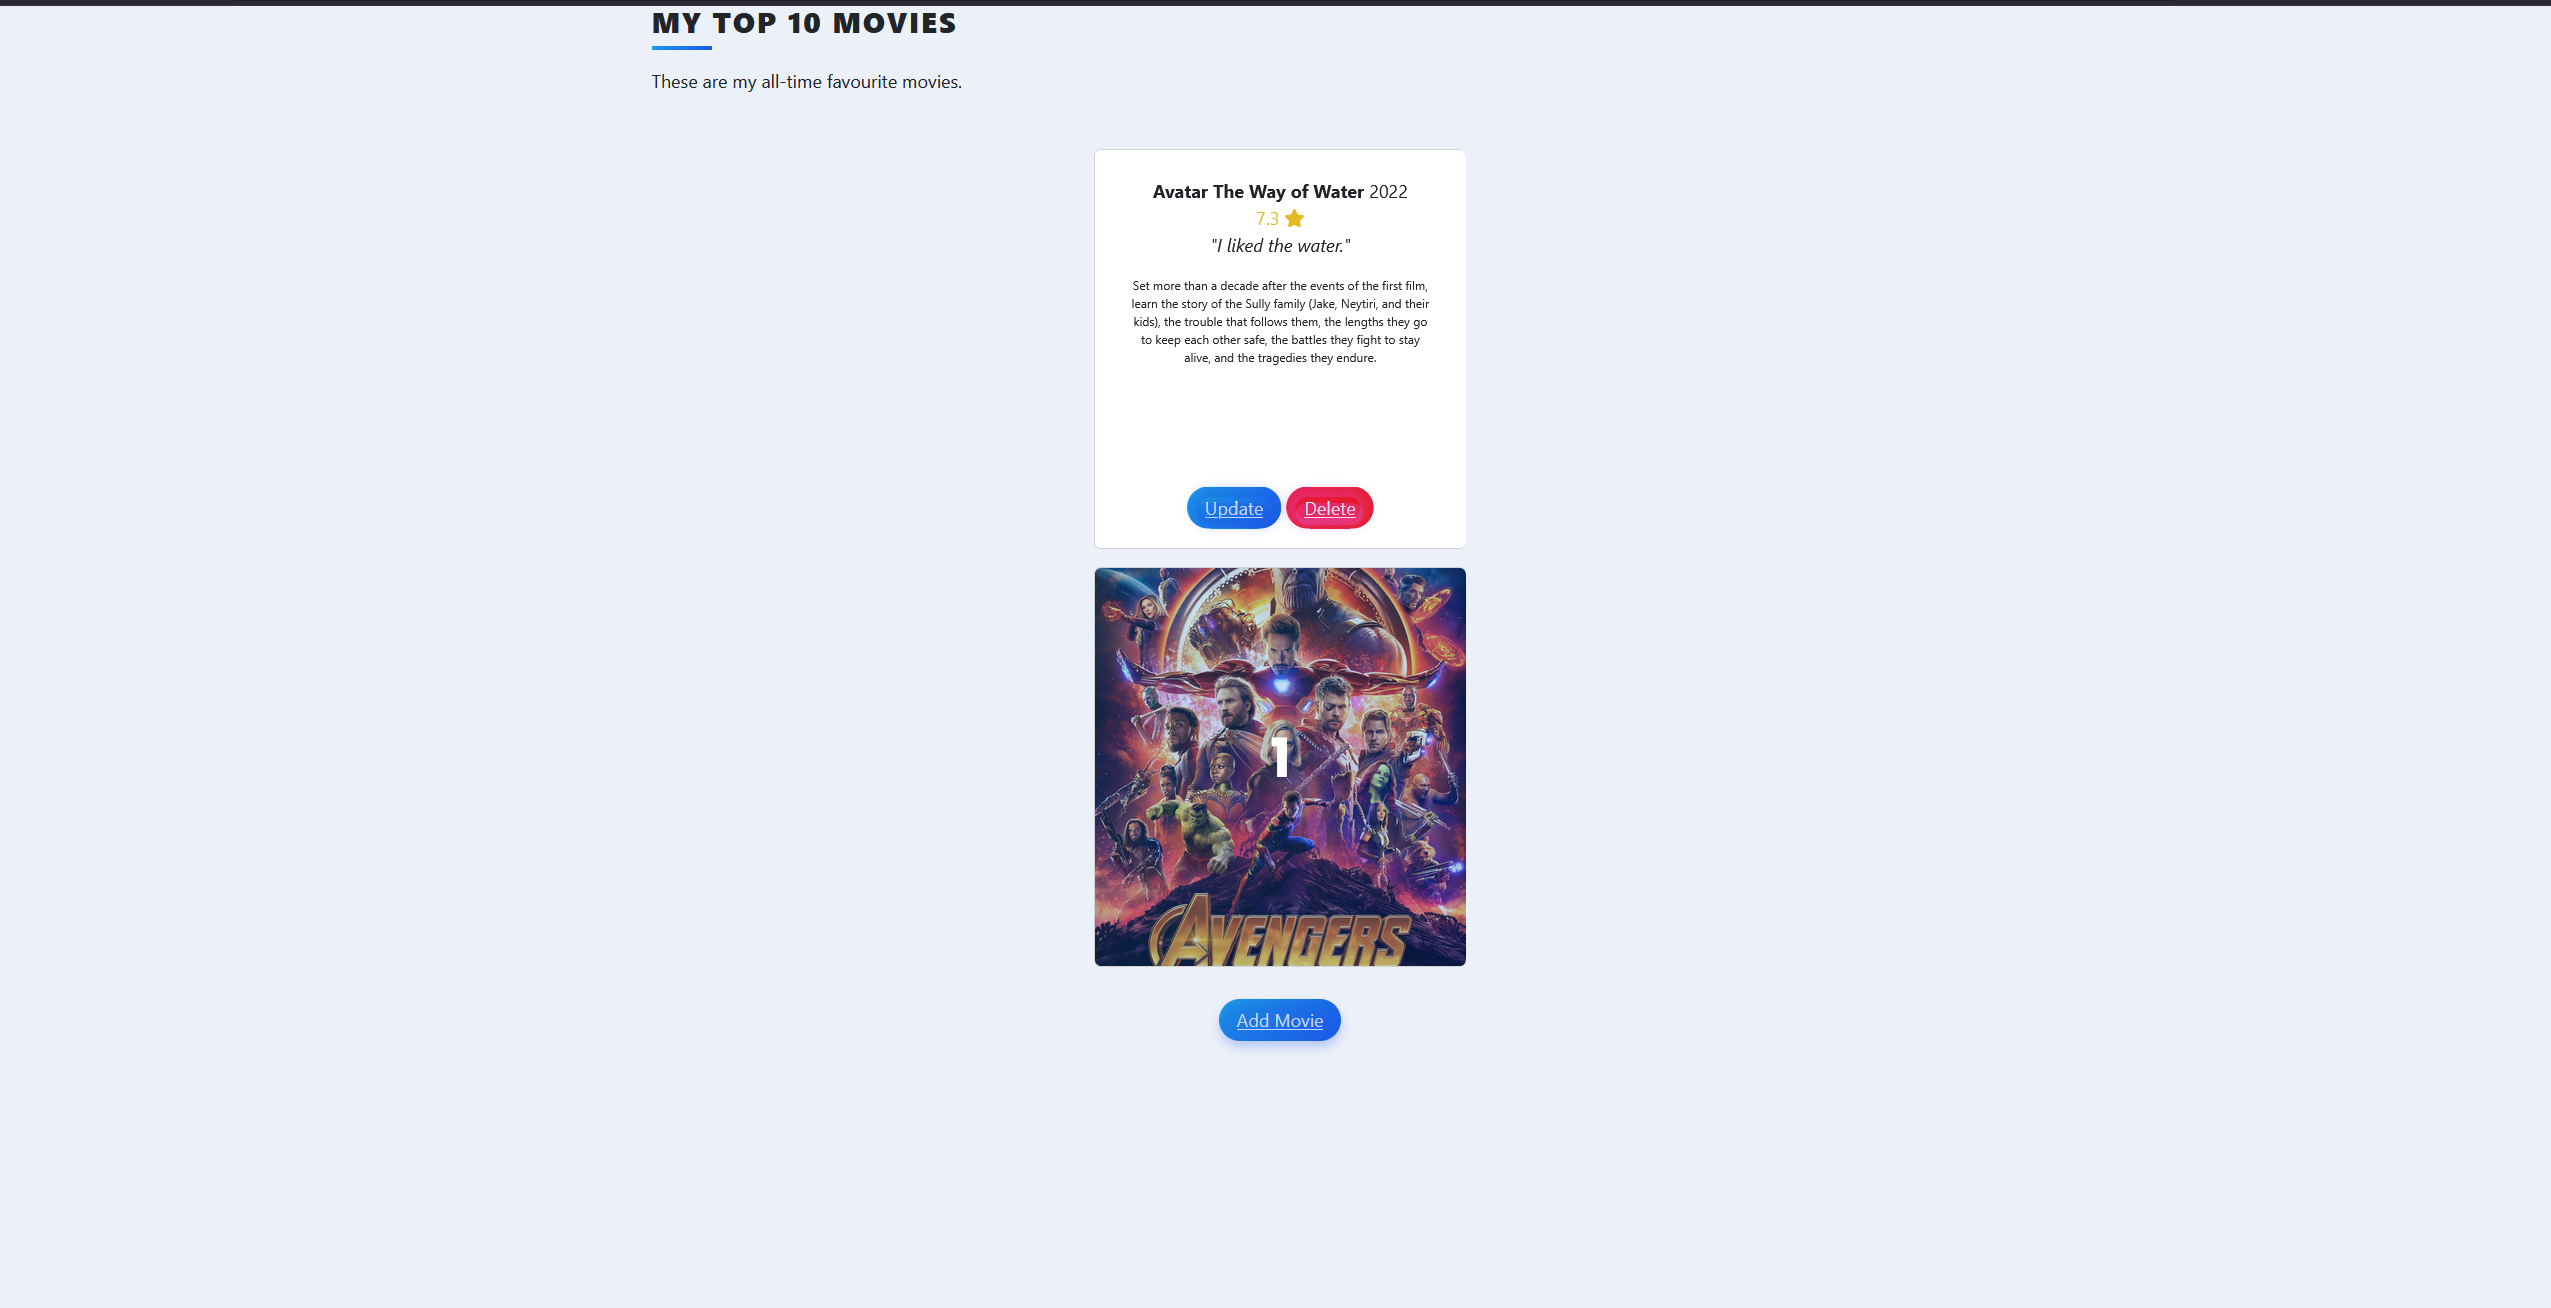 MY TOP 10 MOVIES
These are my all-time favourite movies.
Avatar The Way of Water 2022
7.3
"I liked the water."
Set more than a decade after the events of the first film,
learn the story of the Sully family (Jake, Neytiri, and their
kids), the trouble that follows them, the lengths they go
to keep each other safe, the battles they fight to stay
alive, and the tragedies they endure.
Update Delete
1
AVENGERS
Add Movie